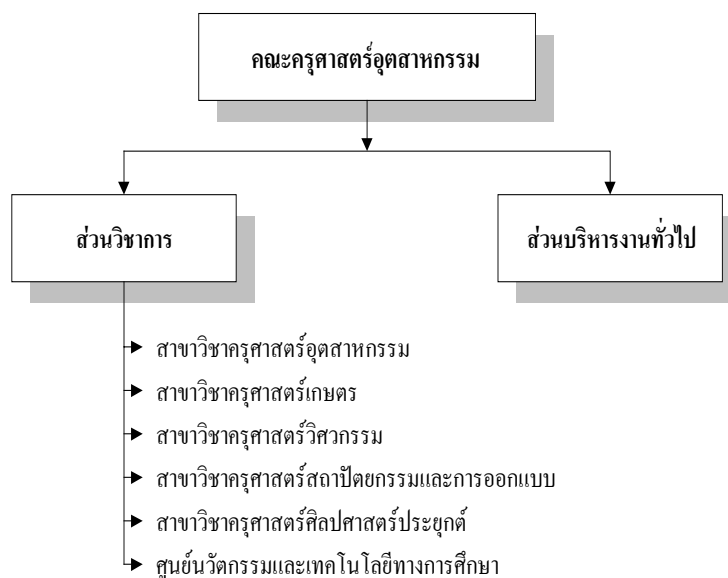 คณะครุศาสตร์อุตสาหกรรม
ส่วนวิชาการ
ส่วนบริหารงานทั่วไป
สาขาวิชาครุศาสตร์อุตสาหกรรม
สาขาวิชาครุศาสตร์เกษตร
สาขาวิชาครุศาสตร์วิศวกรรม
สาขาวิชาครุศาสตร์สถาปัตยกรรมและการออกแบบ
สาขาวิชาครุศาสตร์ศิลปศาสตร์ประยุกต์
ศูนย์นวัตกรรมและเทคโนโลยีทางการศึกษา